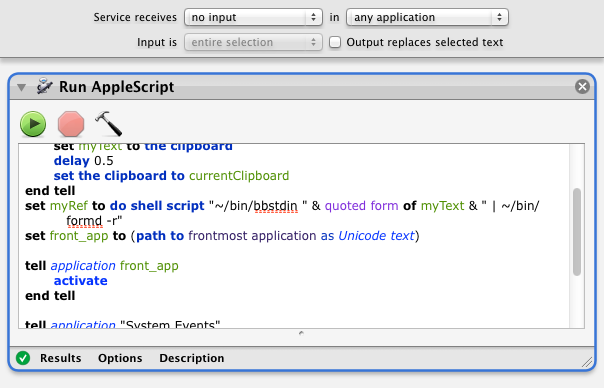 Service receives no input in any application
Input is entire selection Output replaces selected text
Run AppleScript
set myText to the clipboard
delay 0.5
set the clipboard to currentClipboard
end tell
set myRef to do shell script "~/bin/bbstdin " & quoted form of myText & " | ~/bin/
formd -r"
set front_app to (path to frontmost application as Unicode text)
tell application front_app
activate
end tell
tell application "System Events"
Results Options Description